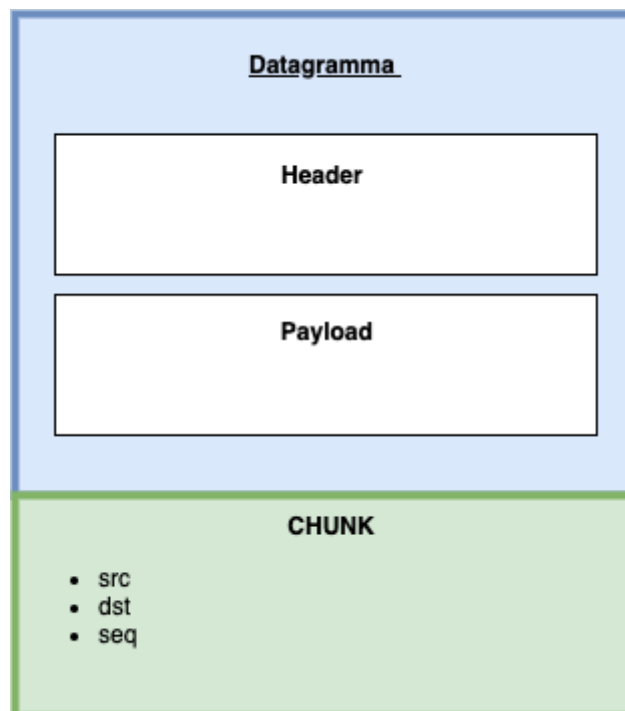 Datagramma
Header
Payload
CHUNK
• src
• dst
• seq